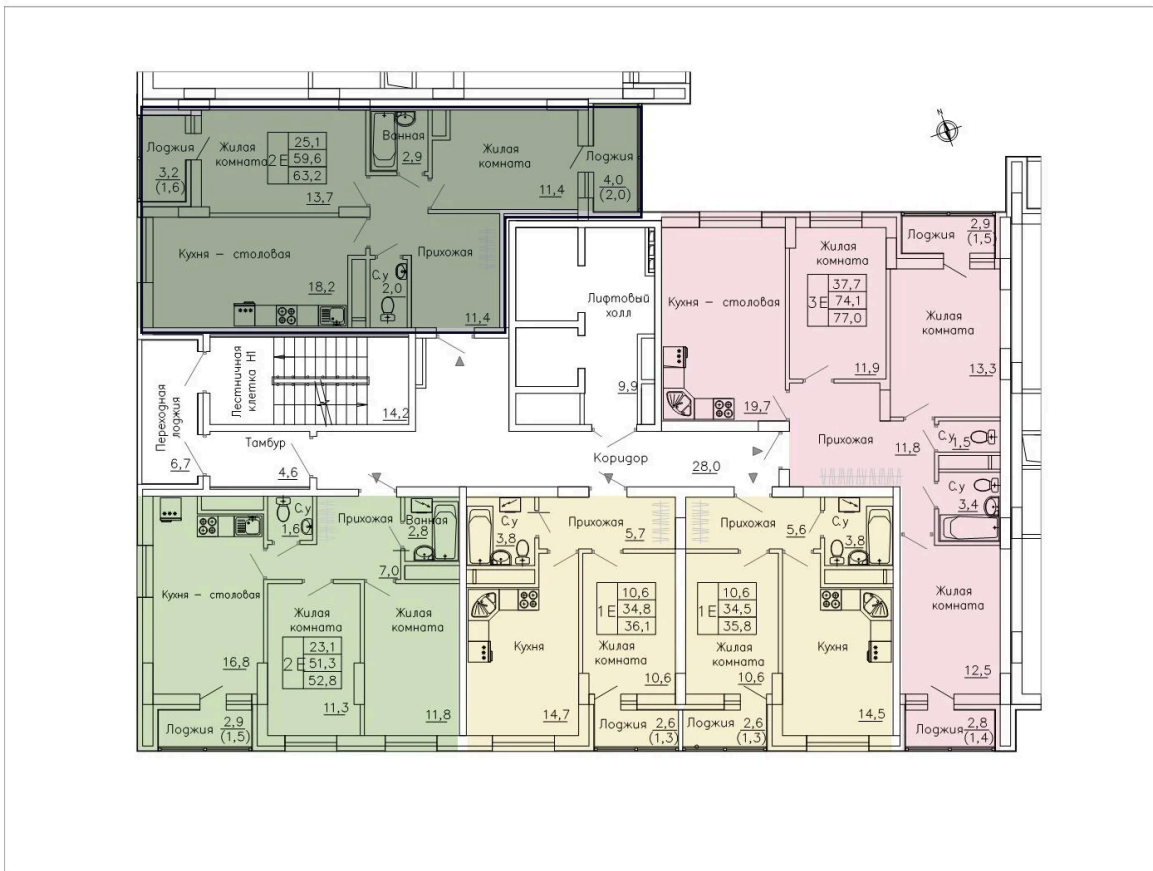 N
Лоджия
3,2
(1,6)
Жилая
комната
2Е
25,1
59,6
63,2
13,7
Ванная
2,9
Жилая
комната
11,4
Лоджия
4,0
(2,0)
Кухня – столовая
18,2
С.у
2,0
Прихожая
11,4
Лифтовый
холл
9,9
Кухня – столовая
19,7
Жилая
комната
3Е
37,7
74,1
77,0
11,9
Лоджия
2,9
(1,5)
Жилая
комната
13,3
Переходная
лоджия
6,7
Лестничная
клетка Н1
14,2
Тамбур
4,6
Коридор
28,0
Прихожая
11,8
С.у
1,5
С.у
3,4
Жилая
комната
12,5
Лоджия
2,8
(1,4)
Кухня – столовая
16,8
С.у
1,6
Прихожая
7,0
Ванная
2,8
Жилая
комната
2 Е
23,1
51,3
52,8
11,3
Жилая
комната
11,8
Лоджия
2,9
(1,5)
С.у
3,8
Прихожая
5,7
Кухня
14,7
1Е
10,6
34,8
36,1
Жилая
комната
10,6
Лоджия
2,6
(1,3)
Прихожая
5,6
С.у
3,8
1Е
10,6
34,5
35,8
Жилая
комната
10,6
Кухня
14,5
Лоджия
2,6
(1,3)